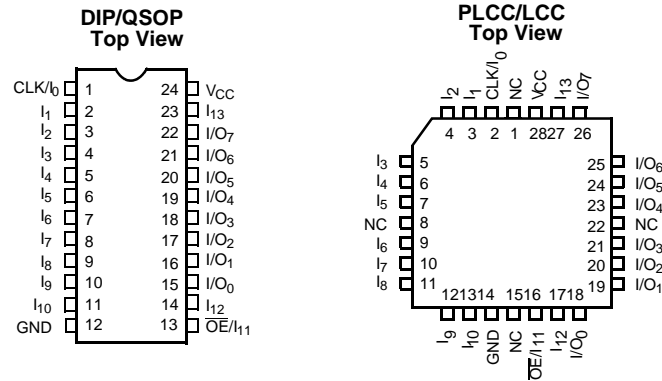 DIP/QSOP
Top View
CLK/I0 1 24 VCC
I1 2 23 I13
I2 3 22 I/O7
I3 4 21 I/O6
I4 5 20 I/O5
I5 6 19 I/O4
I6 7 18 I/O3
I7 8 17 I/O2
I8 9 16 I/O1
I9 10 15 I/O0
I10 11 14 I12
GND 12 13 OE/I11
PLCC/LCC
Top View
I2 I1 CLK/I0 NC VCC I13 I/O7
4 3 2 1 28 27 26
I3 5 25 I/O6
I4 6 24 I/O5
I5 7 23 I/O4
NC 8 22 NC
I6 9 21 I/O3
I7 10 20 I/O2
I8 11 19 I/O1
12 13 14 15 16 17 18
I9 I10 GND NC OE/I11 I12 I/O0